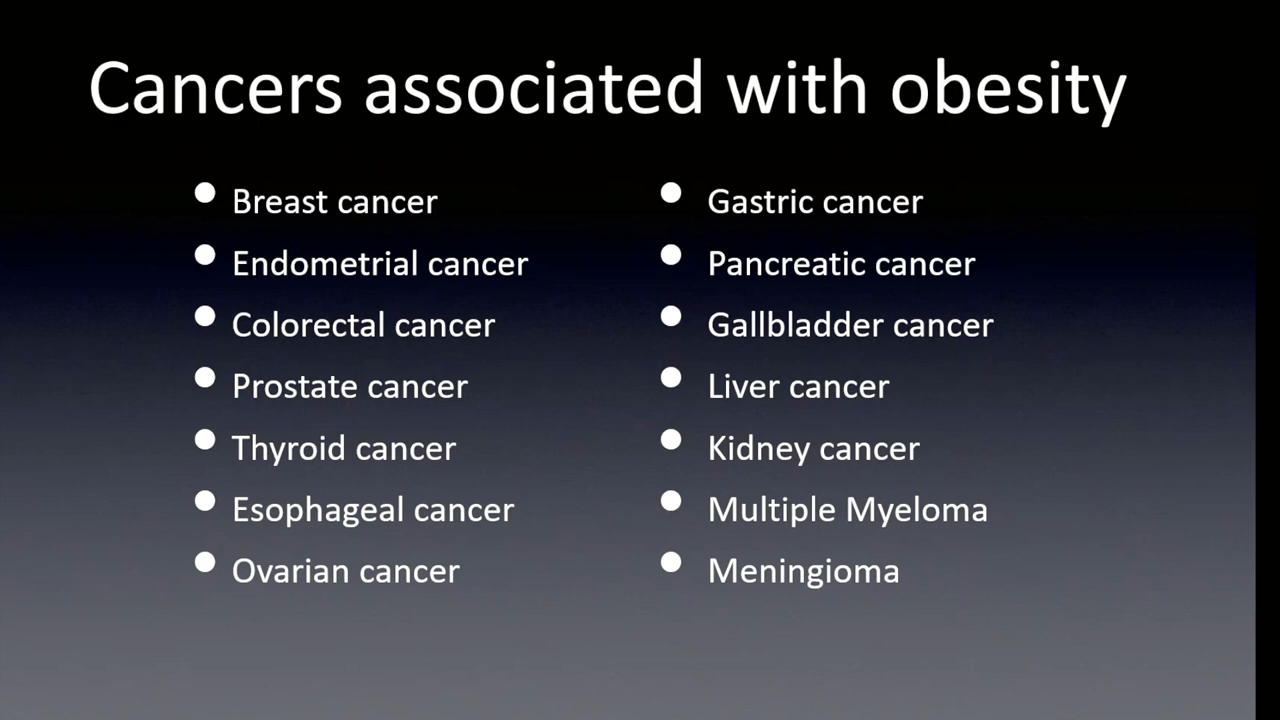 Cancers associated with obesity
• Breast cancer
• Endometrial cancer
• Colorectal cancer
• Prostate cancer
• Thyroid cancer
• Esophageal cancer
• Ovarian cancer
• Gastric cancer
• Pancreatic cancer
• Gallbladder cancer
• Liver cancer
• Kidney cancer
• Multiple Myeloma
• Meningioma